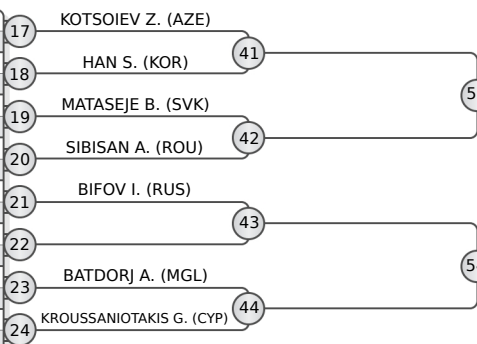 17
KOTSOIEV Z. (AZE)
41
18
HAN S. (KOR)
19
MATASEJE B. (SVK)
42
20
SIBISAN A. (ROU)
21
BIFOV I. (RUS)
43
22
23
BATDORJ A. (MGL)
44
24
KROUSSANIOTAKIS G. (CYP)